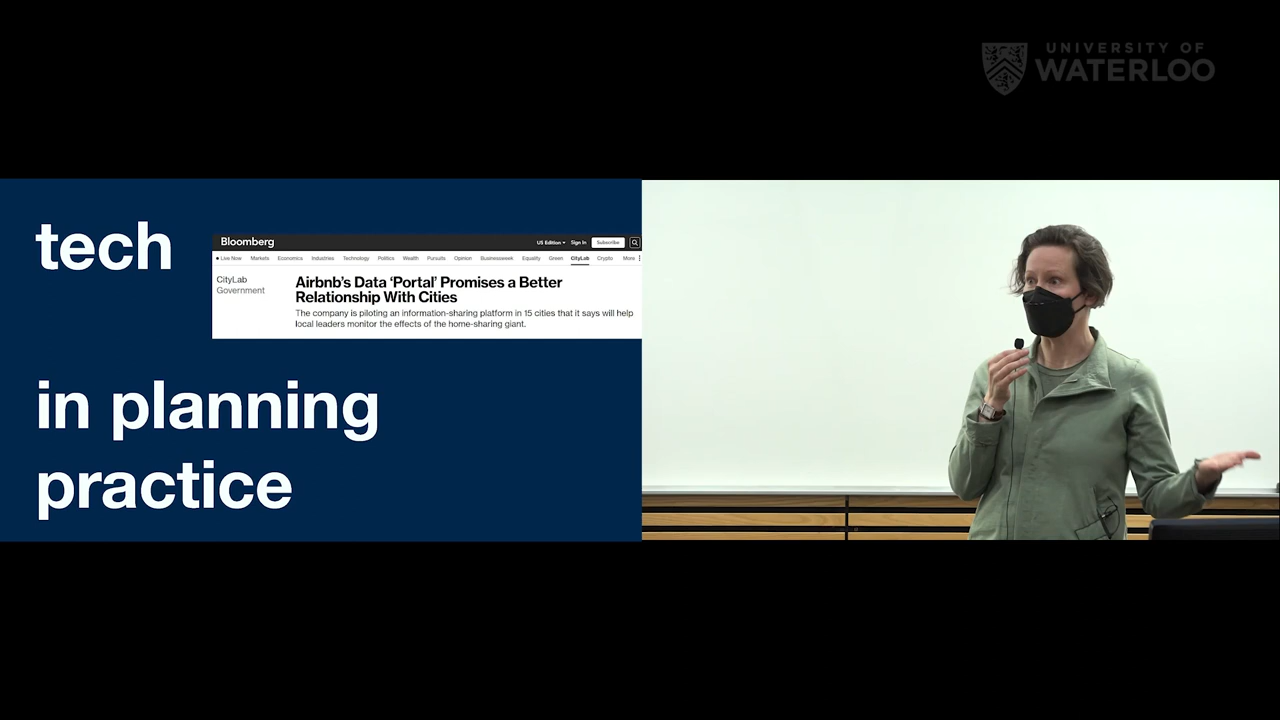 UNIVERSITY OF
WATERLOO
tech
Bloomberg
US Edition
Sign In
Subscribe
Live Now Markets Economics Industries Technology Politics Wealth Pursuits Opinion Businessweek Equality Green CityLab Crypto More
CityLab
Government
Airbnb's Data 'Portal' Promises a Better
Relationship With Cities
The company is piloting an information-sharing platform in 15 cities that it says will help
local leaders monitor the effects of the home-sharing giant.
in planning
practice